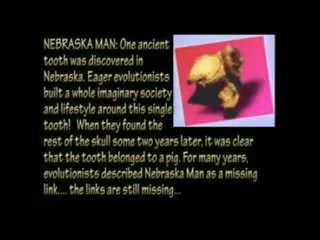 NEBRASKA MAN: One ancient
tooth was discovered in
Nebraska. Eager evolutionists
built a whole imaginary society
and lifestyle around this single
tooth! When they found the
rest of the skull some two years later, it was clear
that the tooth belonged to a pig. For many years,
evolutionists described Nebraska Man as a missing
link.... the links are still missing...